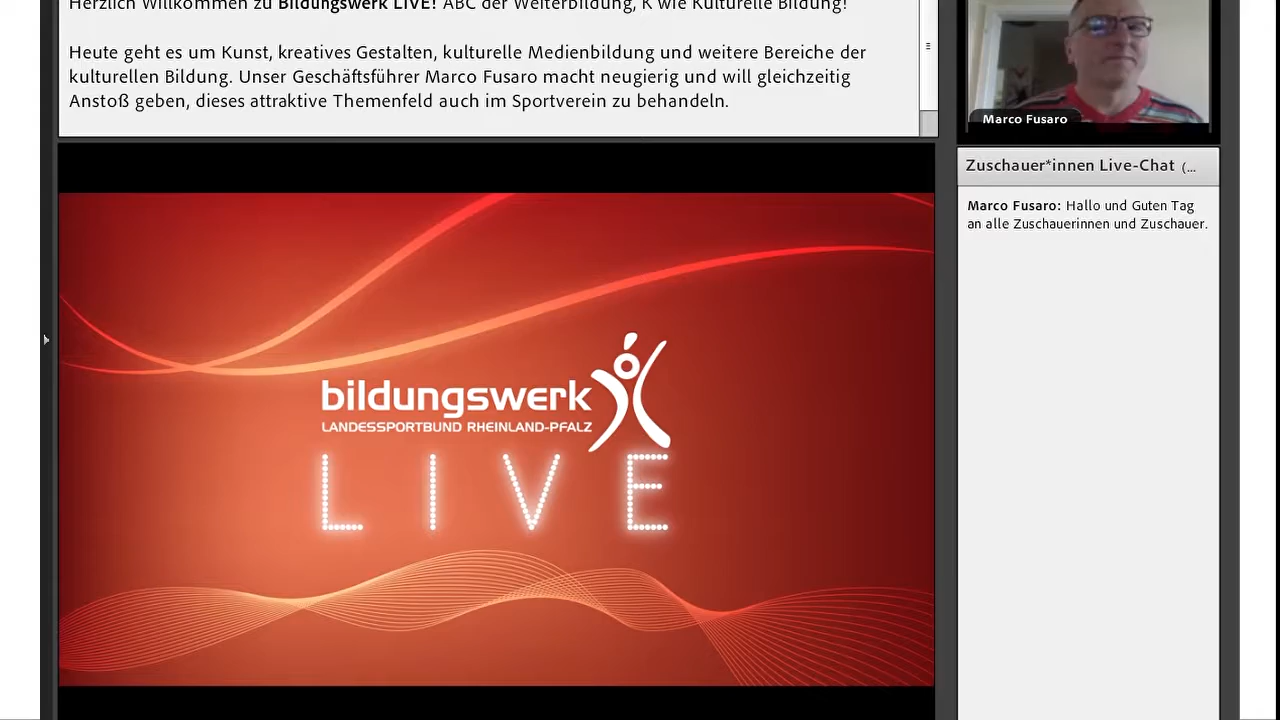 Herzlich Willkommen zu Bildungswerk LIVE! ABC der Weiterbildung, K wie Kulturelle Bildung!
Heute geht es um Kunst, kreatives Gestalten, kulturelle Medienbildung und weitere Bereiche der
kulturellen Bildung. Unser Geschäftsführer Marco Fusaro macht neugierig und will gleichzeitig
Anstoß geben, dieses attraktive Themenfeld auch im Sportverein zu behandeln.
Marco Fusaro
Zuschauer*innen Live-Chat (...
Marco Fusaro: Hallo und Guten Tag
an alle Zuschauerinnen und Zuschauer.
bildungswerk
LANDESSPORTBUND RHEINLAND-PFALZ
LIVE